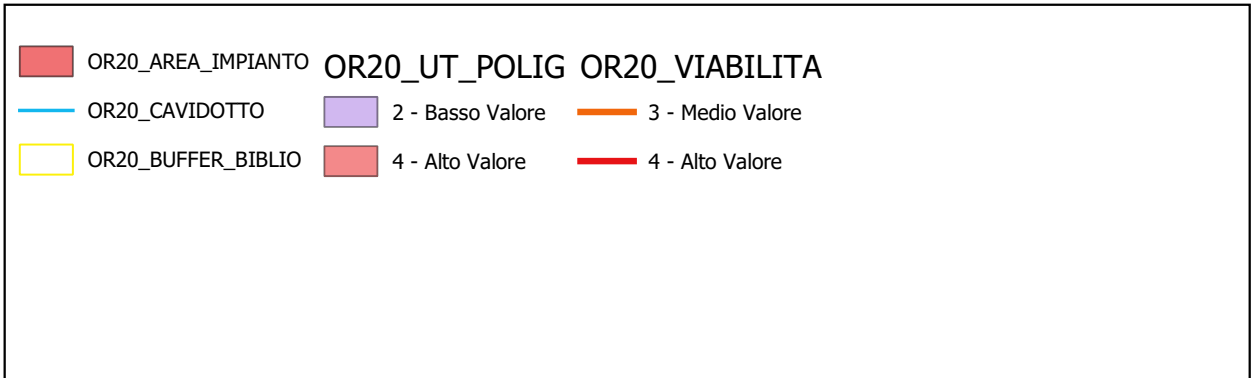 OR20_AREA_IMPIANTO
OR20_CAVIDOTTO
OR20_BUFFER_BIBLIO
OR20_UT_POLIG
2 - Basso Valore
4 - Alto Valore
OR20_VIABILITA
3 - Medio Valore
4 - Alto Valore